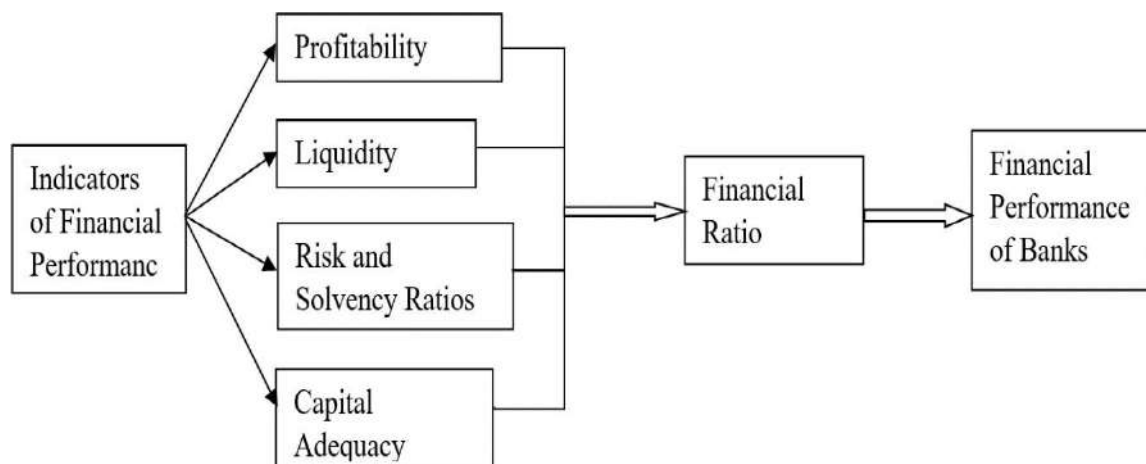 Indicators
of Financial
Performanc
Profitability
Liquidity
Risk and
Solvency Ratios
Capital
Adequacy
Financial
Ratio
Financial
Performance
of Banks